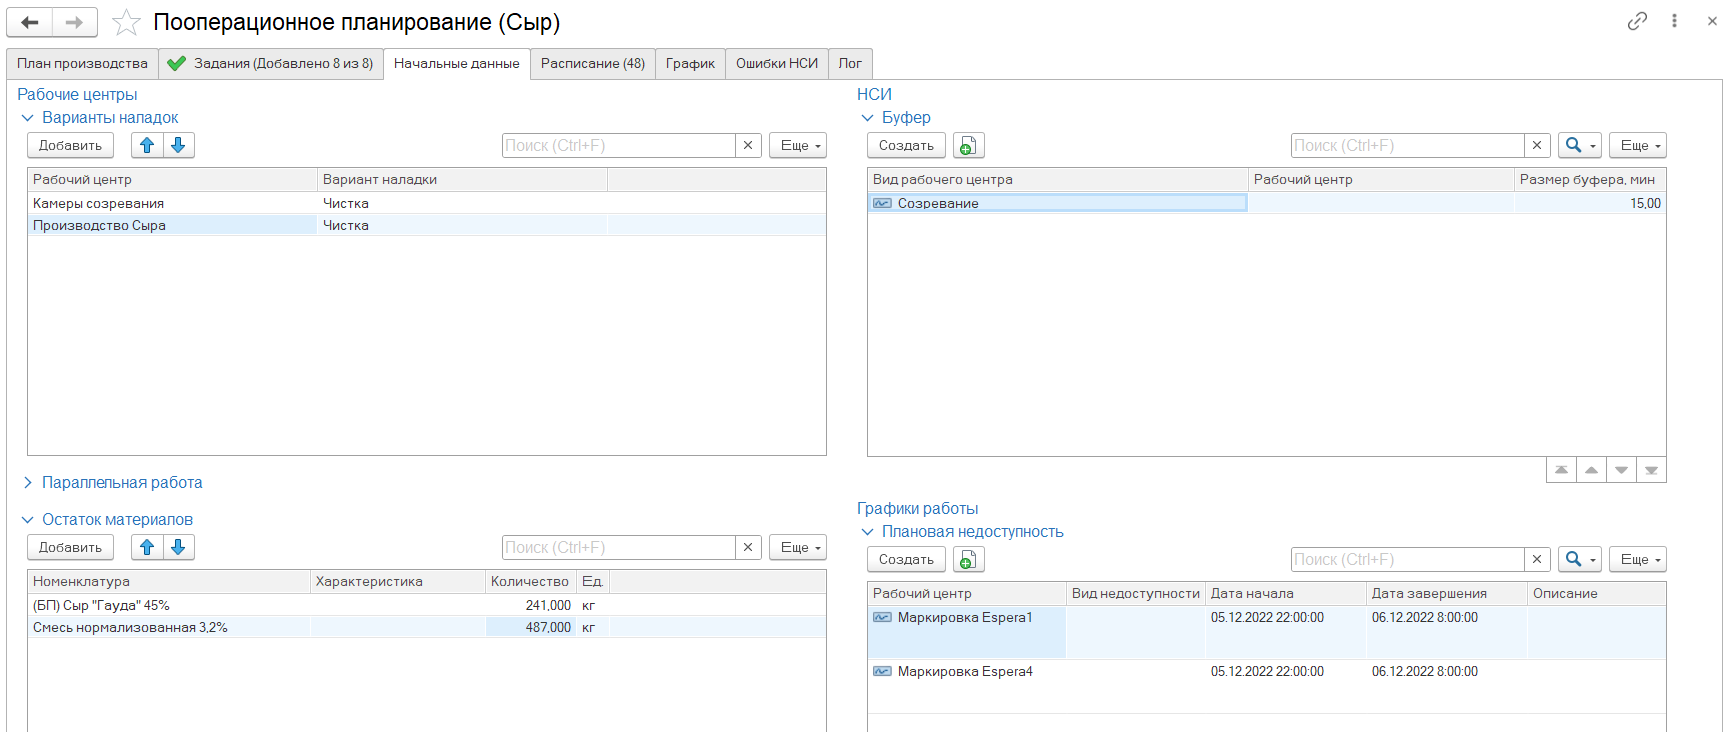 Пооперационное планирование (Сыр)
План производства
Задания (Добавлено 8 из 8)
Начальные данные
Расписание (48)
График
Ошибки НСИ
Лог
Рабочие центры
Варианты наладок
Добавить
Поиск (Ctrl+F)
Еще
Рабочий центр Вариант наладки
Камеры созревания Чистка
Производство Сыра Чистка
Параллельная работа
Остаток материалов
Добавить
Поиск (Ctrl+F)
Еще
Номенклатура Характеристика Количество Ед.
(БП) Сыр "Гауда" 45% 241,000 кг
Смесь нормализованная 3,2% 487,000 кг
НСИ
Буфер
Создать
Поиск (Ctrl+F)
Еще
Вид рабочего центра Рабочий центр Размер буфера, мин
Созревание 15,00
Графики работы
Плановая недоступность
Создать
Поиск (Ctrl+F)
Еще
Рабочий центр Вид недоступности Дата начала Дата завершения Описание
Маркировка Espera1 05.12.2022 22:00:00 06.12.2022 8:00:00
Маркировка Espera4 05.12.2022 22:00:00 06.12.2022 8:00:00